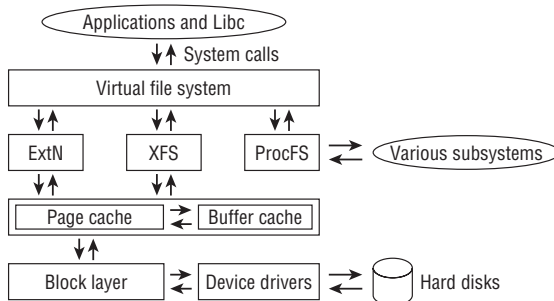 Applications and Libc
System calls
Virtual file system
ExtN
XFS
ProcFS
Various subsystems
Page cache
Buffer cache
Block layer
Device drivers
Hard disks